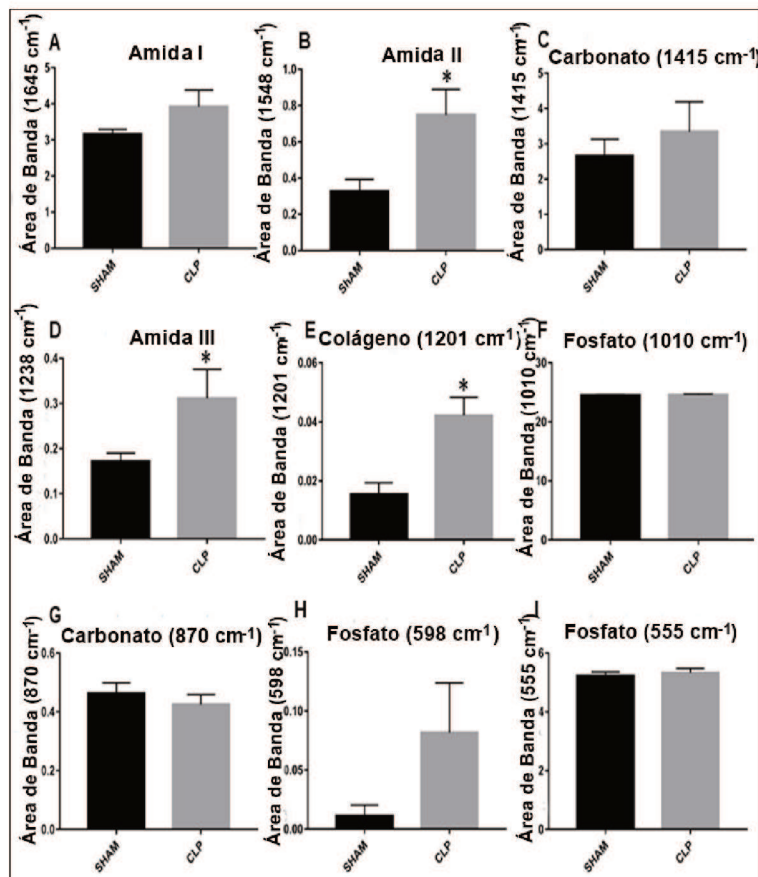 A
Amida I
Área de Banda (1645 cm-1)
5
4
3
2
1
0
SHAM
CLP
B
Amida II
Área de Banda (1548 cm-1)
1.0
0.8
0.6
0.4
0.2
0.0
*
ShAM
CLP
C
Carbonato (1415 cm-1)
Área de Banda (1415 cm-1)
5
4
3
2
1
0
SHAM
CLP
D
Amida III
Área de Banda (1238 cm-1)
0.4
0.3
0.2
0.1
0.0
*
SHAM
CLP
E
Colágeno (1201 cm-1)
Área de Banda (1201 cm-1)
0.06
0.04
0.02
0.00
*
SHAM
CLP
F
Fosfato (1010 cm-1)
Área de Banda (1010 cm-1)
30
20
10
0
SHAM
CLP
G
Carbonato (870 cm-1)
Área de Banda (870 cm-1)
0.6
0.4
0.2
0.0
SHAM
CLP
H
Fosfato (598 cm-1)
Área de Banda (598 cm-1)
0.15
0.10
0.05
0.00
SHAM
CLP
I
Fosfato (555 cm-1)
Área de Banda (555 cm-1)
6
4
2
0
SHAM
CLP